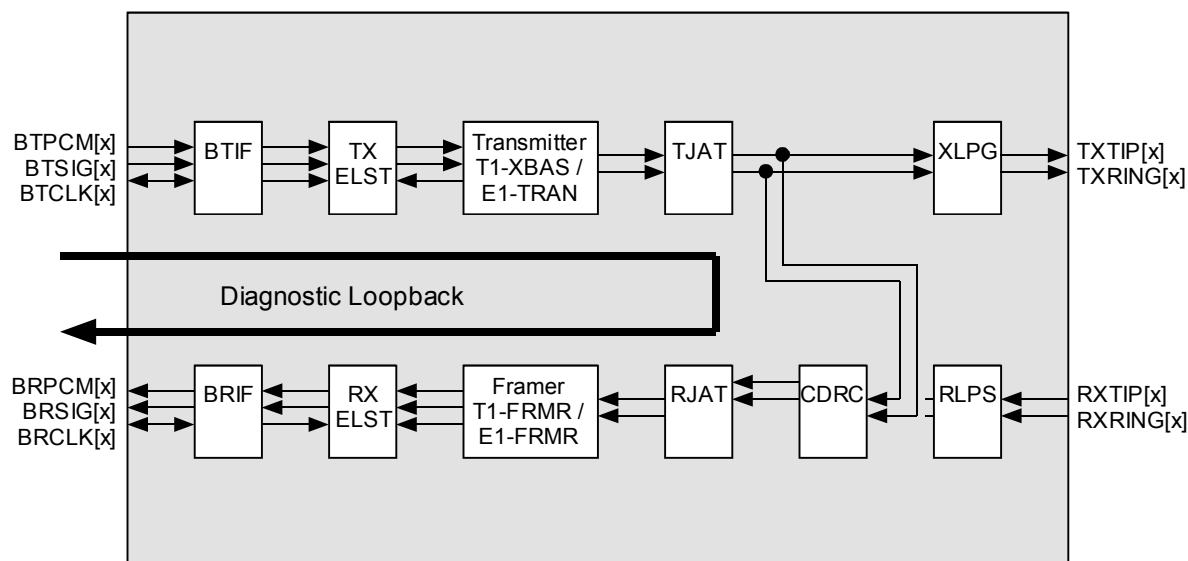 BTPCM[x]
BTSIG[x]
BTCLK[x]
BTIF
TX
ELST
Transmitter
T1-XBAS /
E1-TRAN
TJAT
XLPG
TXTIP[x]
TXRING[x]
Diagnostic Loopback
BRPCM[x]
BRSIG[x]
BRCLK[x]
BRIF
RX
ELST
Framer
T1-FRMR /
E1-FRMR
RJAT
CDRC
RLPS
RXTIP[x]
RXRING[x]